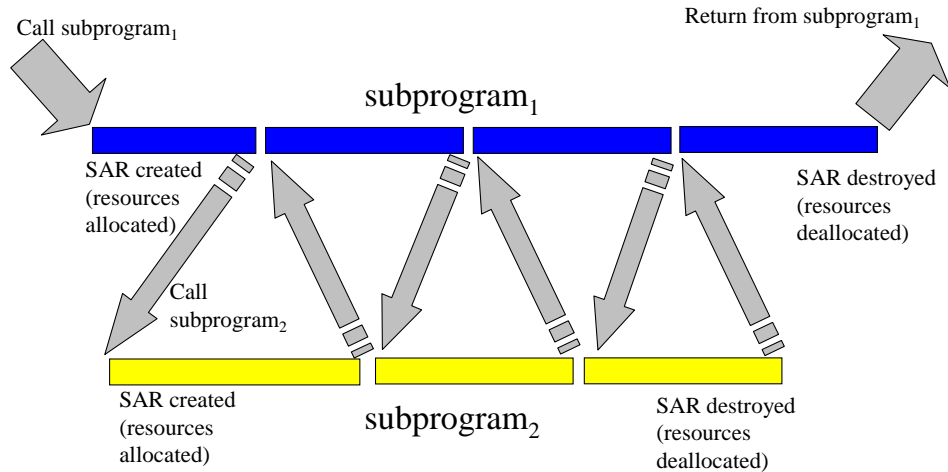 Call subprogram₁
Return from subprogram₁
subprogram₁
SAR created
(resources
allocated)
SAR destroyed
(resources
deallocated)
Call
subprogram₂
SAR created
(resources
allocated)
subprogram₂
SAR destroyed
(resources
deallocated)